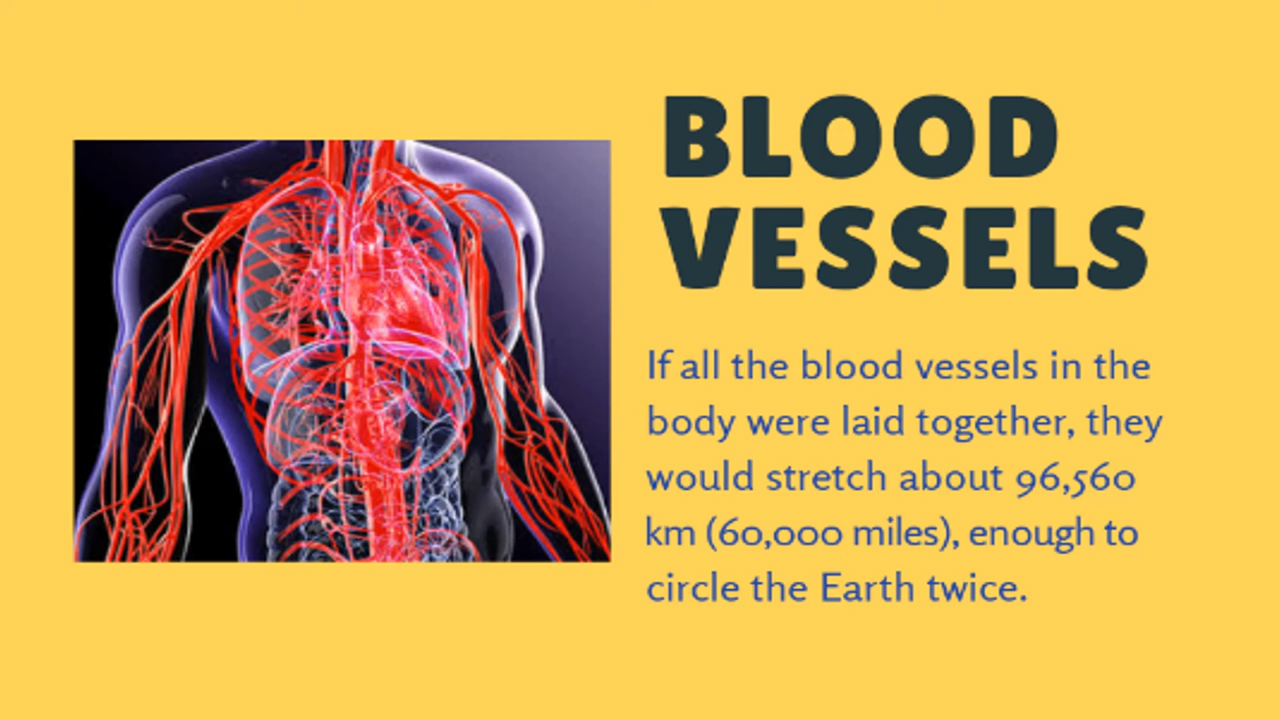 BLOOD
VESSELS
If all the blood vessels in the
body were laid together, they
would stretch about 96,560
km (60,000 miles), enough to
circle the Earth twice.